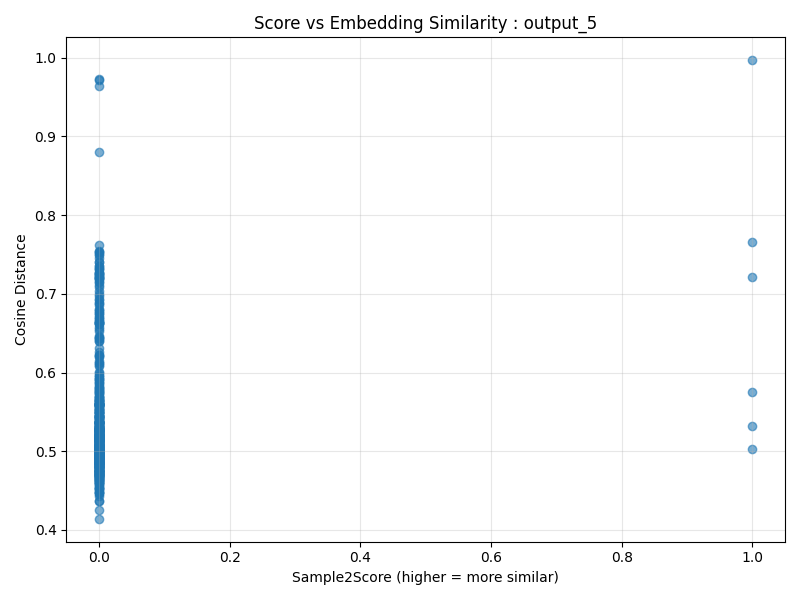 Score vs Embedding Similarity : output_5
Cosine Distance
1.0
0.9
0.8
0.7
0.6
0.5
0.4
0.0 0.2 0.4 0.6 0.8 1.0
Sample2Score (higher = more similar)